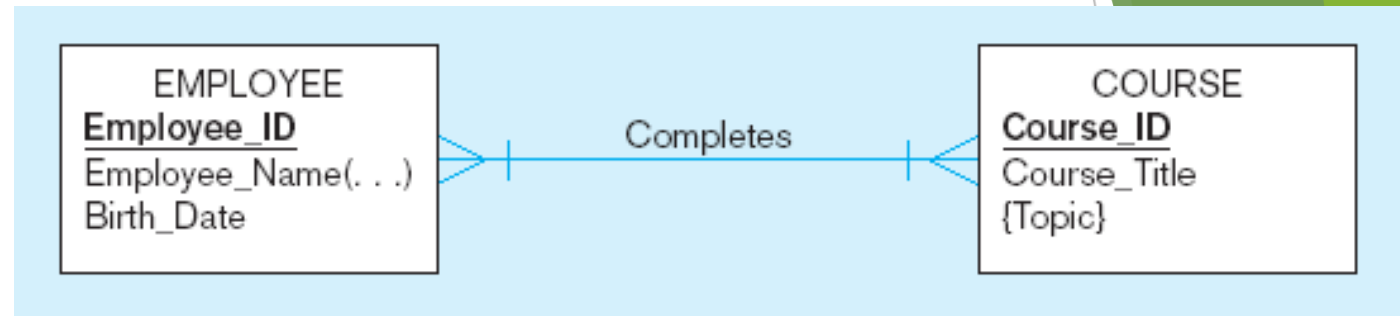 EMPLOYEE
Employee_ID
Employee_Name(. . .)
Birth_Date
Completes
COURSE
Course_ID
Course_Title
{Topic}